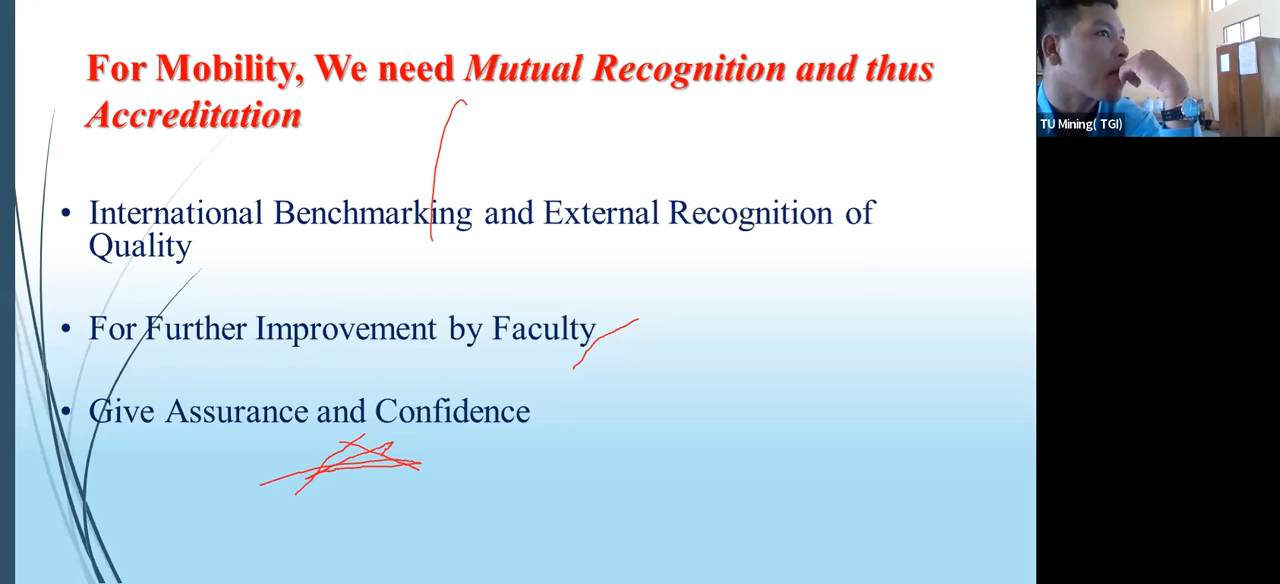 For Mobility, We need Mutual Recognition and thus
Accreditation
• International Benchmarking and External Recognition of
Quality
• For Further Improvement by Faculty
• Give Assurance and Confidence
TU Mining( TGI)